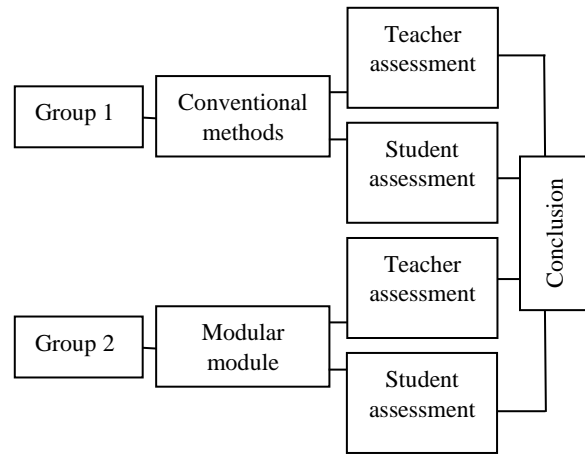 Teacher
assessment
Group 1
Conventional
methods
Student
assessment
Conclusion
Teacher
assessment
Group 2
Modular
module
Student
assessment